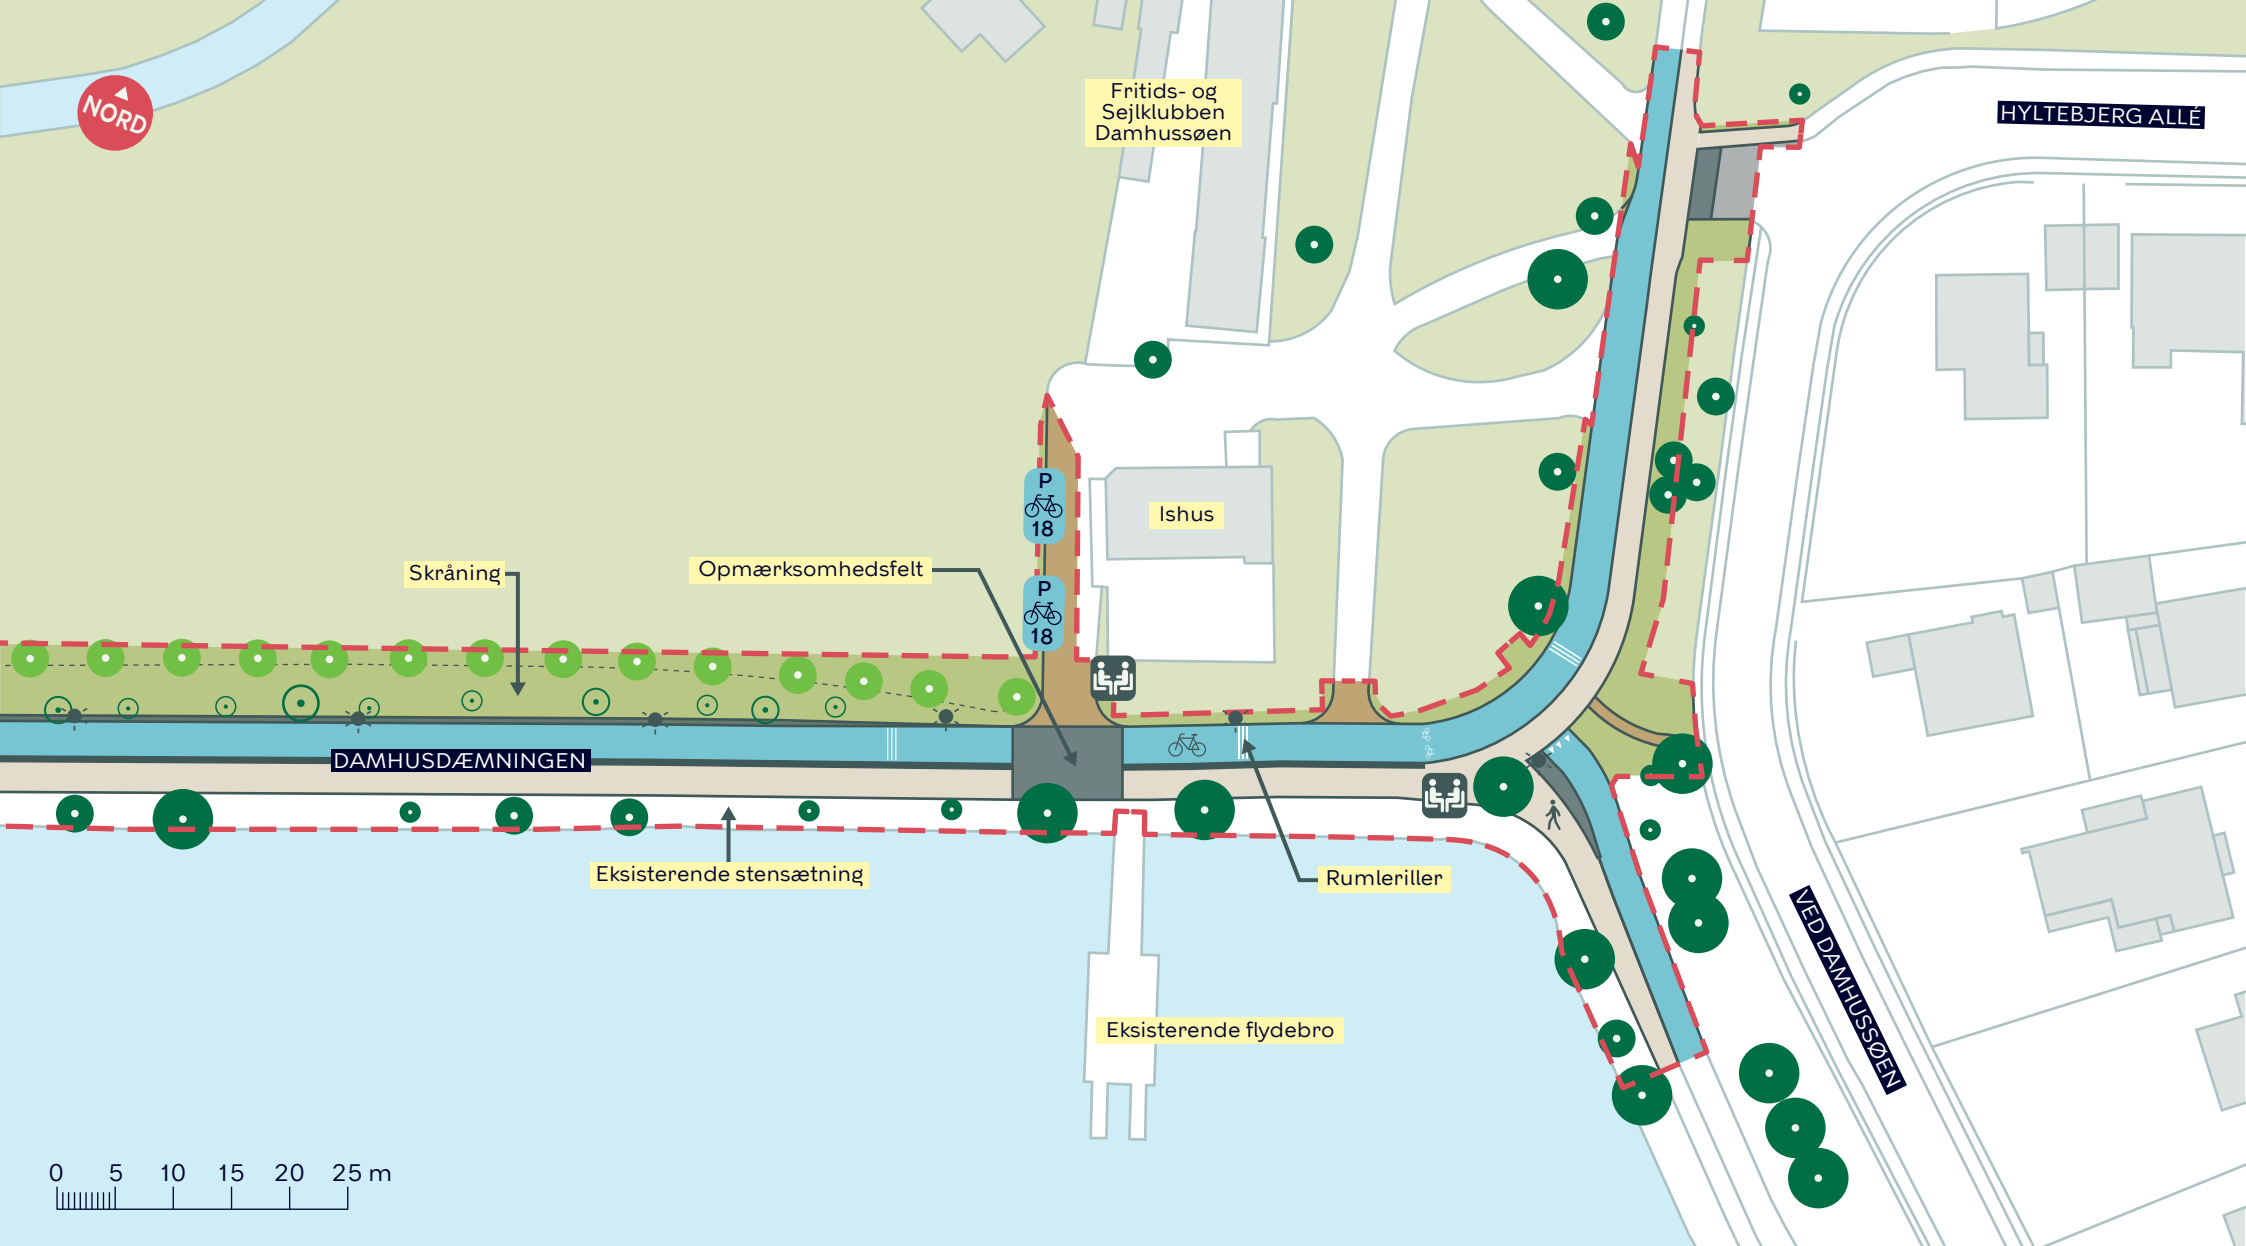 NORD
Fritids- og
Sejlklubben
Damhussøen
HYLTEBJERG ALLÉ
P
18
Ishus
Skråning
Opmærksomhedsfelt
P
18
DAMHUSDÆMNINGEN
Eksisterende stensætning
Rumleriller
VED DAMHUSSØEN
Eksisterende flydebro
0 5 10 15 20 25 m